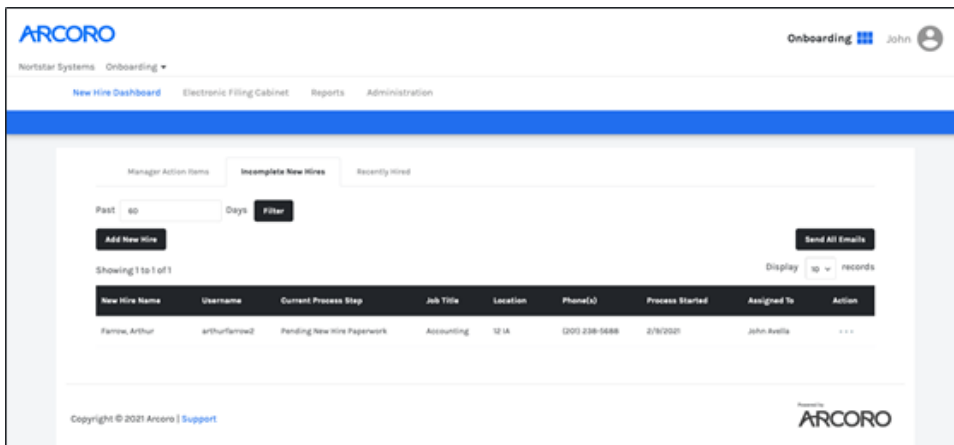 ARCORO
Onboarding John
Nortstar Systems Onboarding
New Hire Dashboard Electronic Filing Cabinet Reports Administration
Manager Action Items Incomplete New Hires Recently Hired
Past 60 Days Filter
Add New Hire Send All Emails
Showing 1 to 1 of 1 Display 10 records
New Hire Name Username Current Process Step Job Title Location Phone(s) Process Started Assigned To Action
Farrow, Arthur arthurfarrow2 Pending New Hire Paperwork Accounting 12 IA (201) 238-5688 2/9/2021 John Avella ...
Copyright © 2021 Arcoro | Support
Powered by
ARCORO